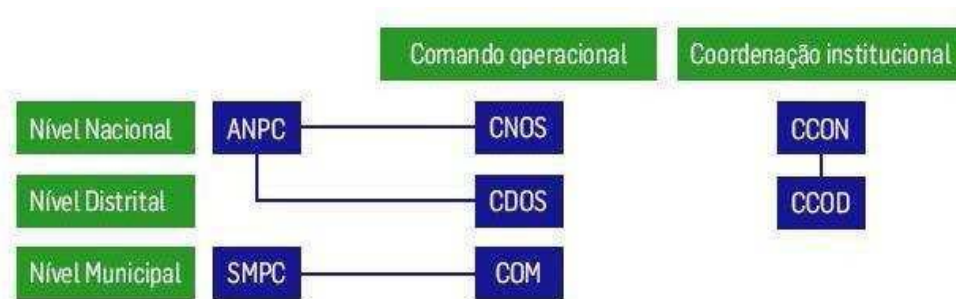 Comando operacional
Coordenação institucional
Nível Nacional
ANPC
CNOS
CCON
Nível Distrital
CDOS
CCOD
Nível Municipal
SMPC
COM